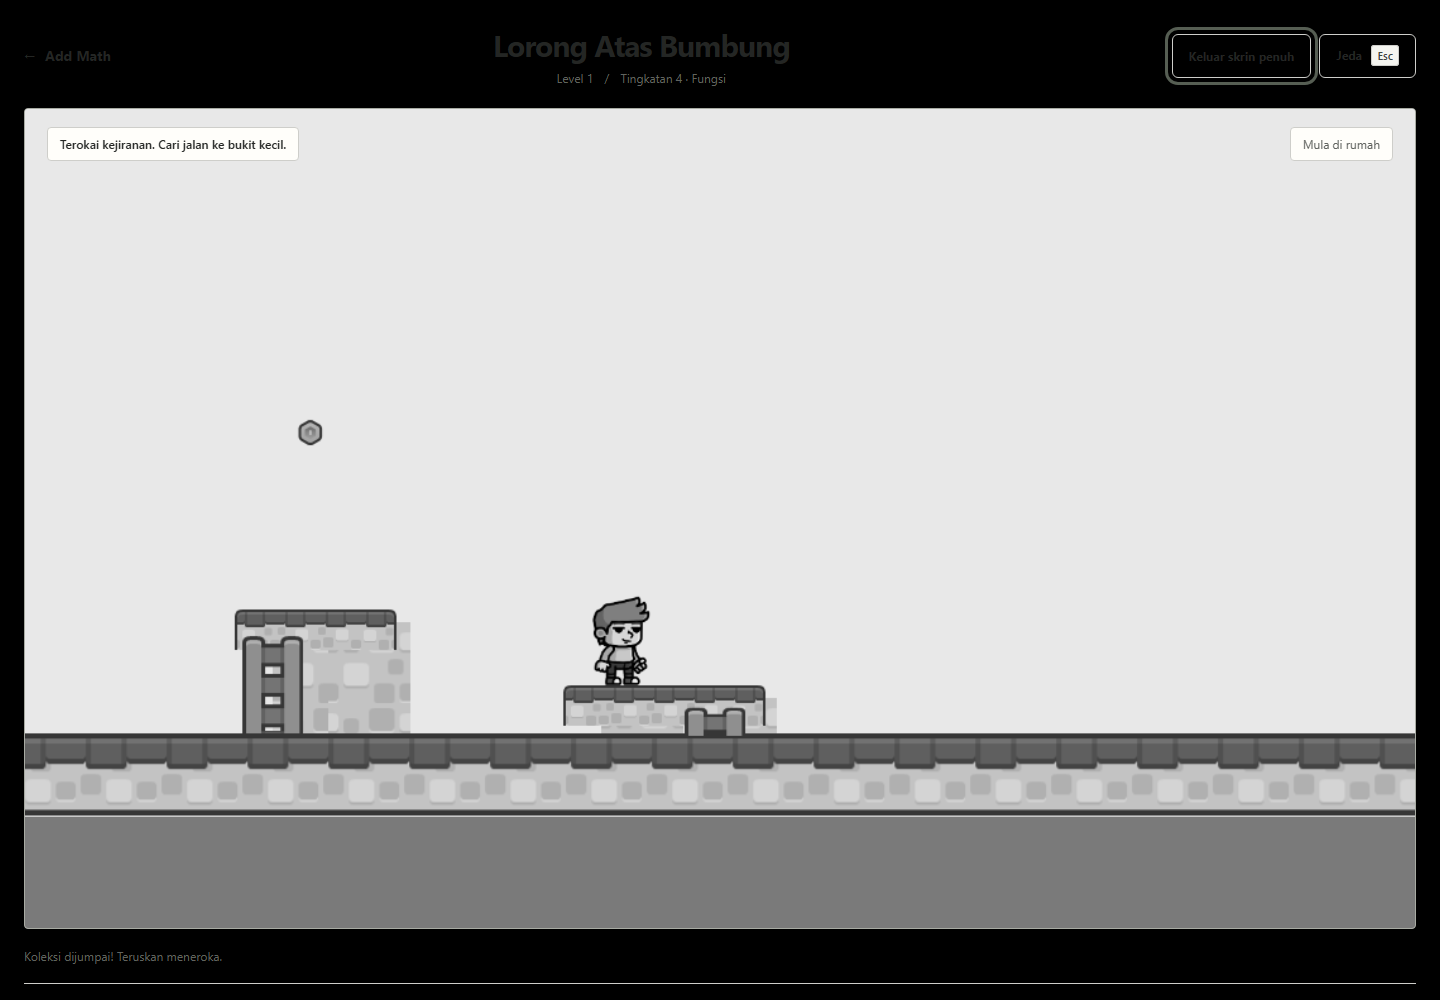 ← Add Math
Lorong Atas Bumbung
Level 1 / Tingkatan 4 · Fungsi
Keluar skrin penuh
Jeda Esc
Terokai kejiranan. Cari jalan ke bukit kecil.
Mula di rumah
Koleksi dijumpai! Teruskan meneroka.